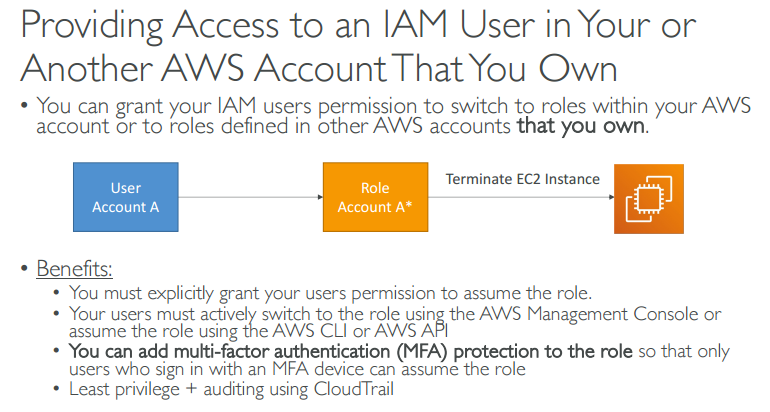 Providing Access to an IAM User in Your or
Another AWS Account That You Own
• You can grant your IAM users permission to switch to roles within your AWS
account or to roles defined in other AWS accounts that you own.
User
Account A
Role
Account A*
Terminate EC2 Instance
• Benefits:
• You must explicitly grant your users permission to assume the role.
• Your users must actively switch to the role using the AWS Management Console or
assume the role using the AWS CLI or AWS API
• You can add multi-factor authentication (MFA) protection to the role so that only
users who sign in with an MFA device can assume the role
• Least privilege + auditing using CloudTrail